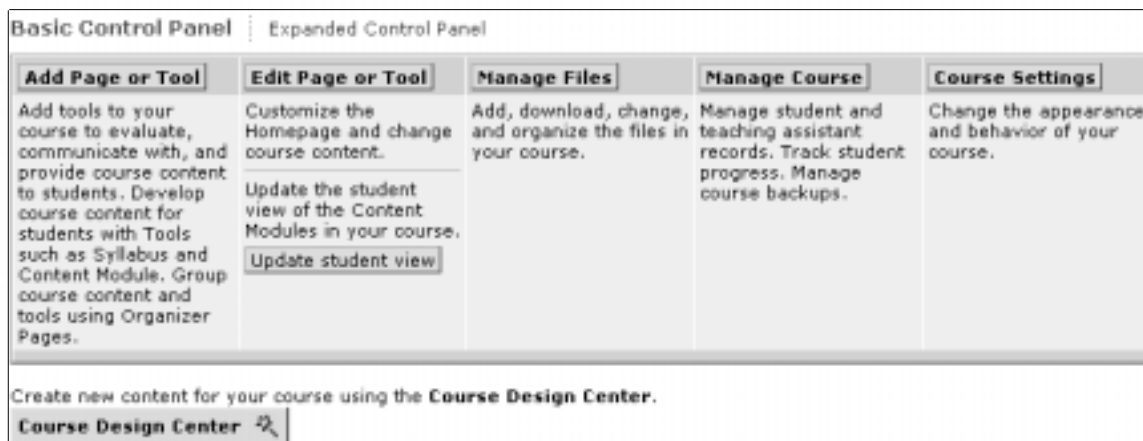 Basic Control Panel Expanded Control Panel
Add Page or Tool
Add tools to your
course to evaluate,
communicate with, and
provide course content
to students. Develop
course content for
students with Tools
such as Syllabus and
Content Module. Group
course content and
tools using Organizer
Pages.
Edit Page or Tool
Customize the
Homepage and change
course content.
Update the student
view of the Content
Modules in your course.
Update student view
Manage Files
Add, download, change,
and organize the files in
your course.
Manage Course
Manage student and
teaching assistant
records. Track student
progress. Manage
course backups.
Course Settings
Change the appearance
and behavior of your
course.
Create new content for your course using the Course Design Center.
Course Design Center